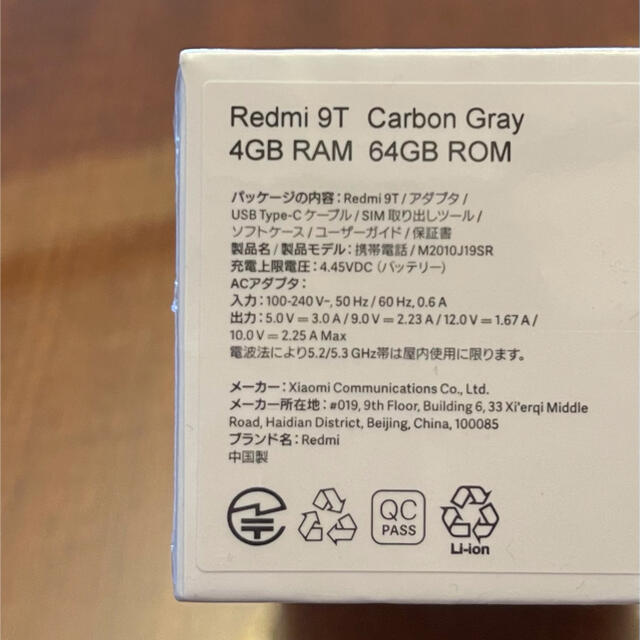 Redmi 9T Carbon Gray
4GB RAM 64GB ROM
パッケージの内容：Redmi 9T / アダプタ /
USB Type-C ケーブル / SIM 取り出しツール /
ソフトケース / ユーザーガイド / 保証書
製品名 / 製品モデル：携帯電話 / M2010J19SR
充電上限電圧：4.45VDC（バッテリー）
ACアダプタ：
入力：100-240 V~, 50 Hz / 60 Hz, 0.6 A
出力：5.0 V ⎓ 3.0 A / 9.0 V ⎓ 2.23 A / 12.0 V ⎓ 1.67 A /
10.0 V ⎓ 2.25 A Max
電波法により5.2/5.3 GHz帯は屋内使用に限ります。
メーカー：Xiaomi Communications Co., Ltd.
メーカー所在地：#019, 9th Floor, Building 6, 33 Xi'erqi Middle
Road, Haidian District, Beijing, China, 100085
ブランド名：Redmi
中国製
QC
PASS
Li-ion